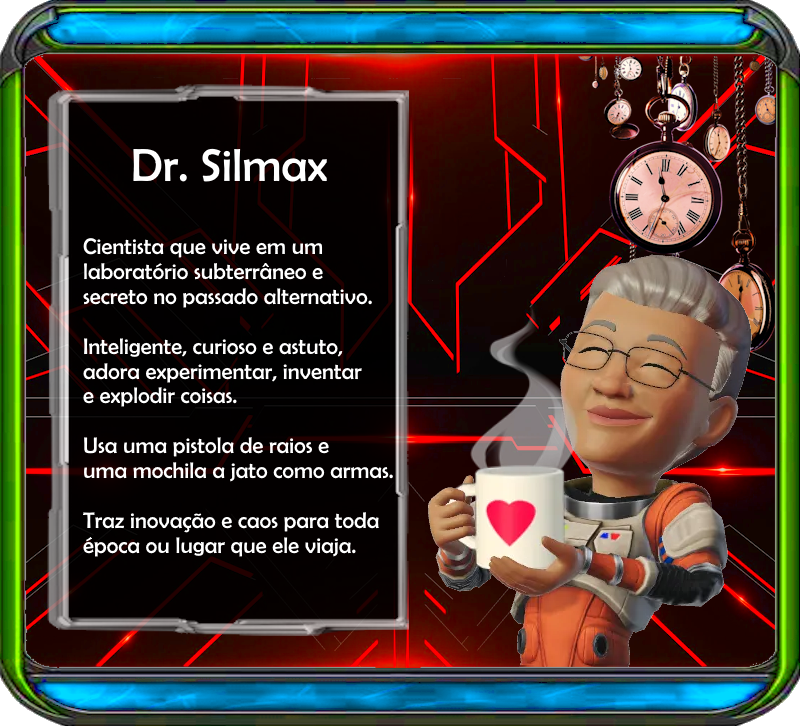 Dr. Silmax
Cientista que vive em um
laboratório subterrâneo e
secreto no passado alternativo.
Inteligente, curioso e astuto,
adora experimentar, inventar
e explodir coisas.
Usa uma pistola de raios e
uma mochila a jato como armas.
Traz inovação e caos para toda
época ou lugar que ele viaja.